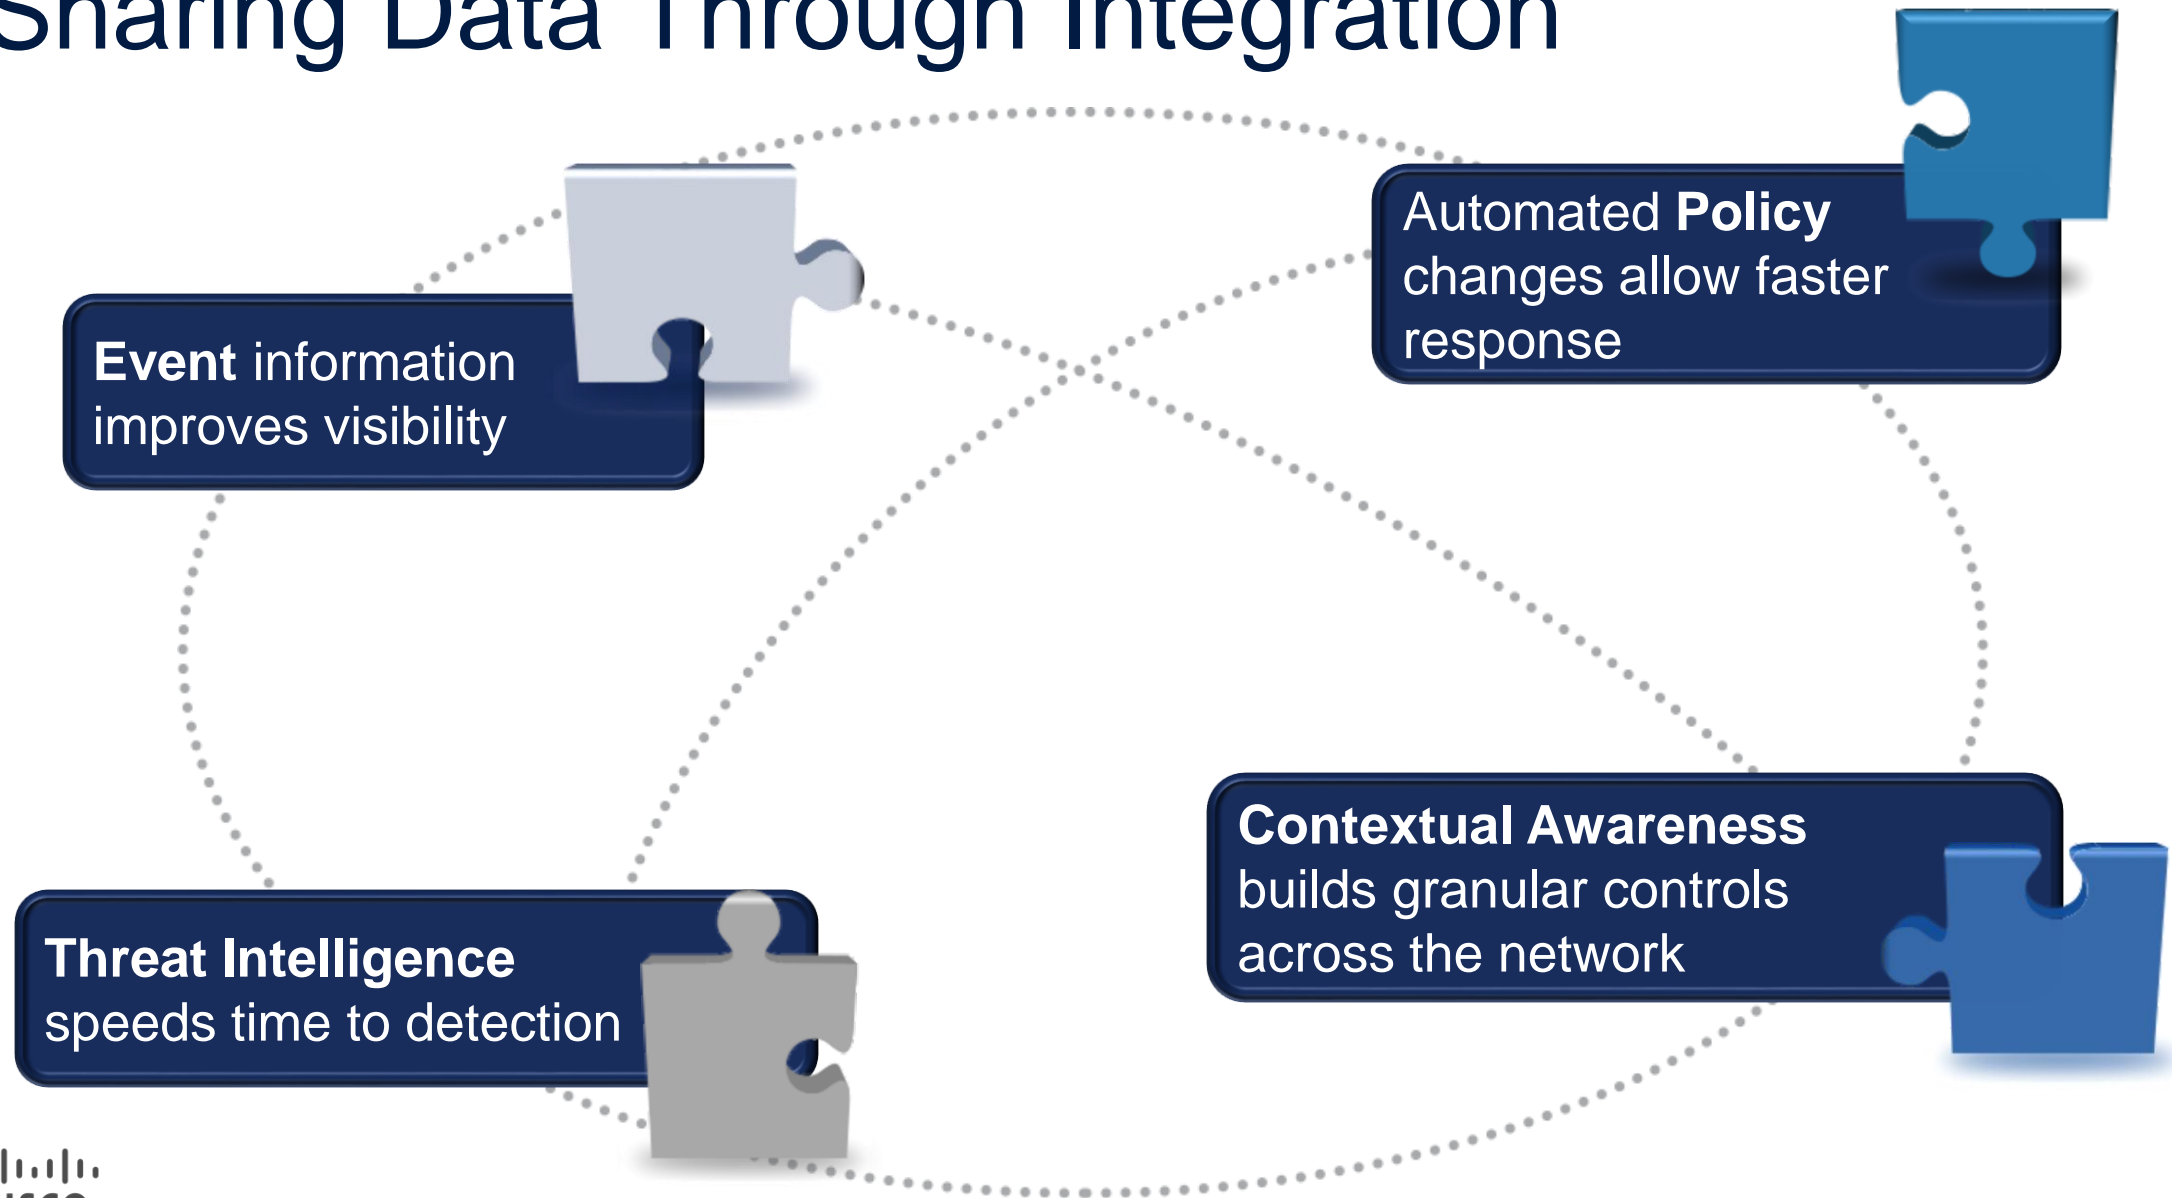 Sharing Data Through Integration
Event information
improves visibility
Automated Policy
changes allow faster
response
Threat Intelligence
speeds time to detection
Contextual Awareness
builds granular controls
across the network